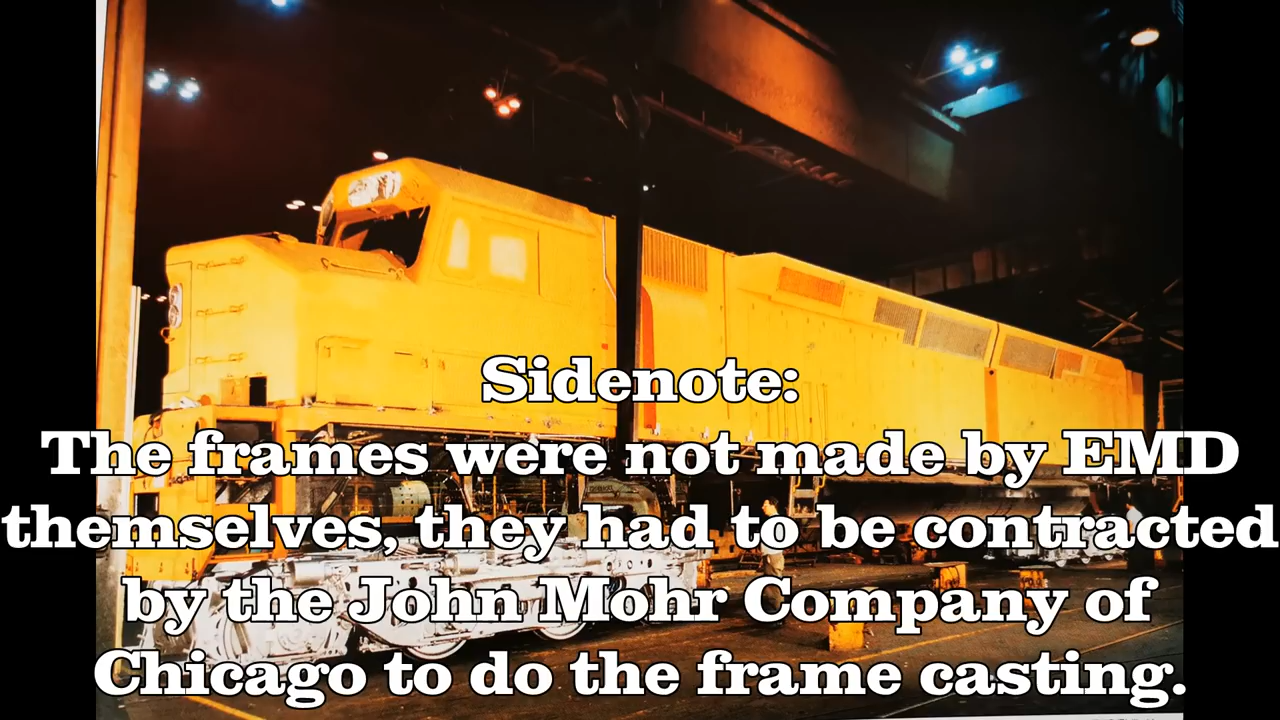 Sidenote:
The frames were not made by EMD
themselves, they had to be contracted
by the John Mohr Company of
Chicago to do the frame casting.